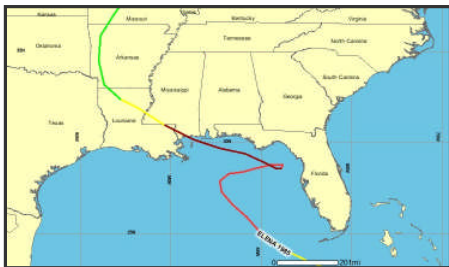 Missouri
Kentucky
Virginia
Oklahoma
Tennessee
North Carolina
Arkansas
South Carolina
Mississippi
Alabama
Georgia
Texas
Louisiana
Florida
ELENA 1985
0
201mi